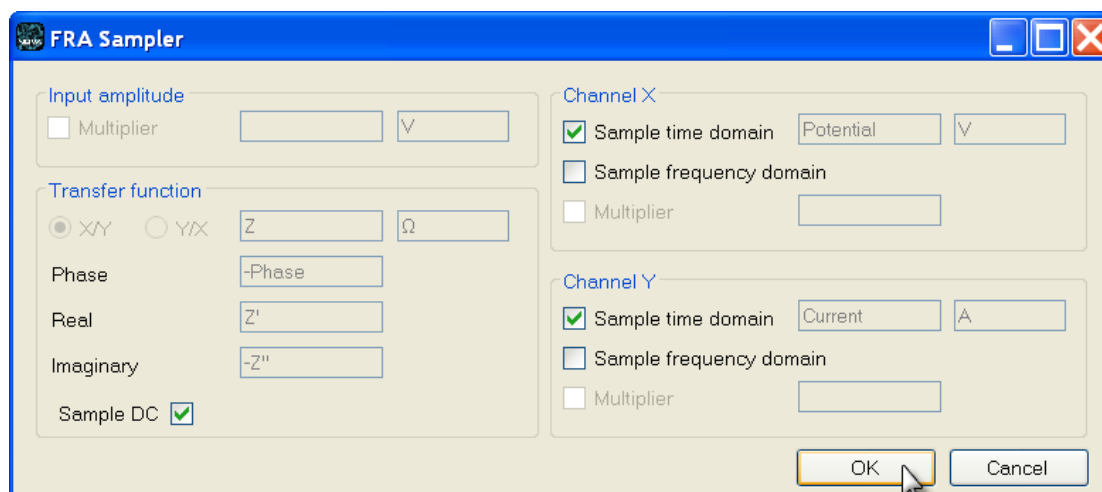 FRA Sampler
Input amplitude
Multiplier V
Transfer function
X/Y Y/X Z Ω
Phase -Phase
Real Z'
Imaginary -Z"
Sample DC
Channel X
Sample time domain Potential V
Sample frequency domain
Multiplier
Channel Y
Sample time domain Current A
Sample frequency domain
Multiplier
OK Cancel